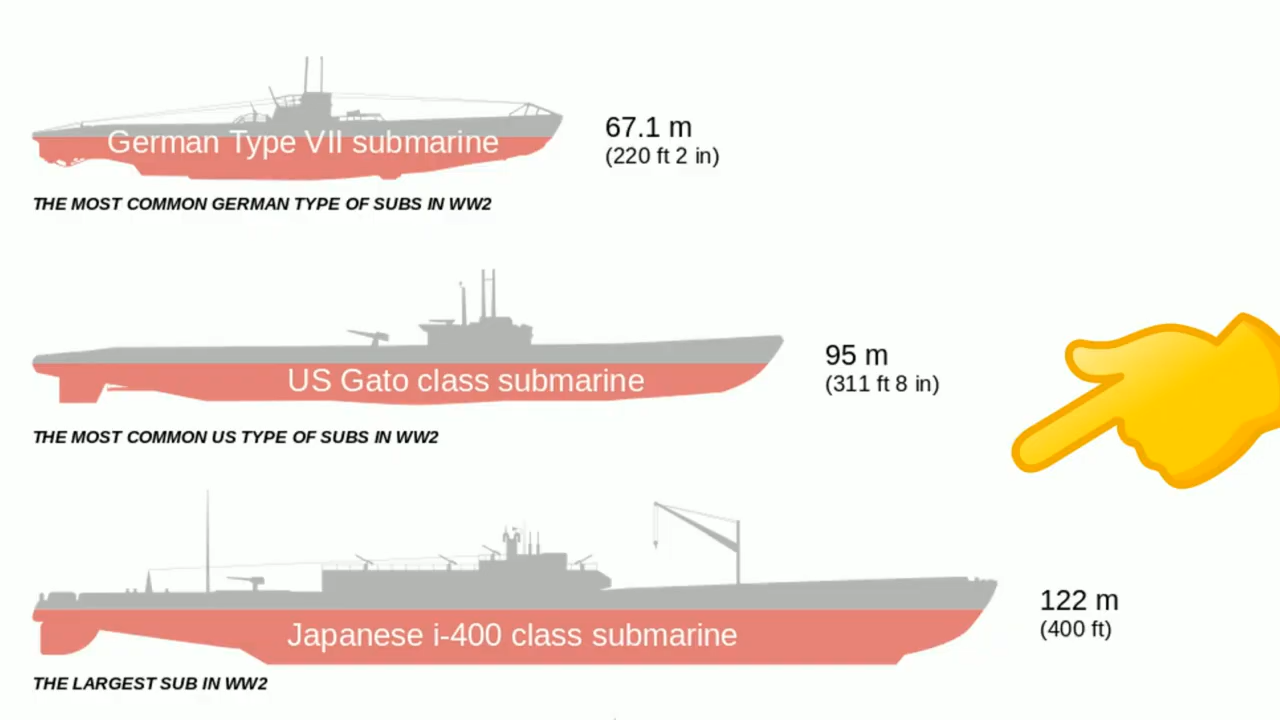 German Type VII submarine
67.1 m
(220 ft 2 in)
THE MOST COMMON GERMAN TYPE OF SUBS IN WW2
US Gato class submarine
95 m
(311 ft 8 in)
THE MOST COMMON US TYPE OF SUBS IN WW2
Japanese i-400 class submarine
122 m
(400 ft)
THE LARGEST SUB IN WW2